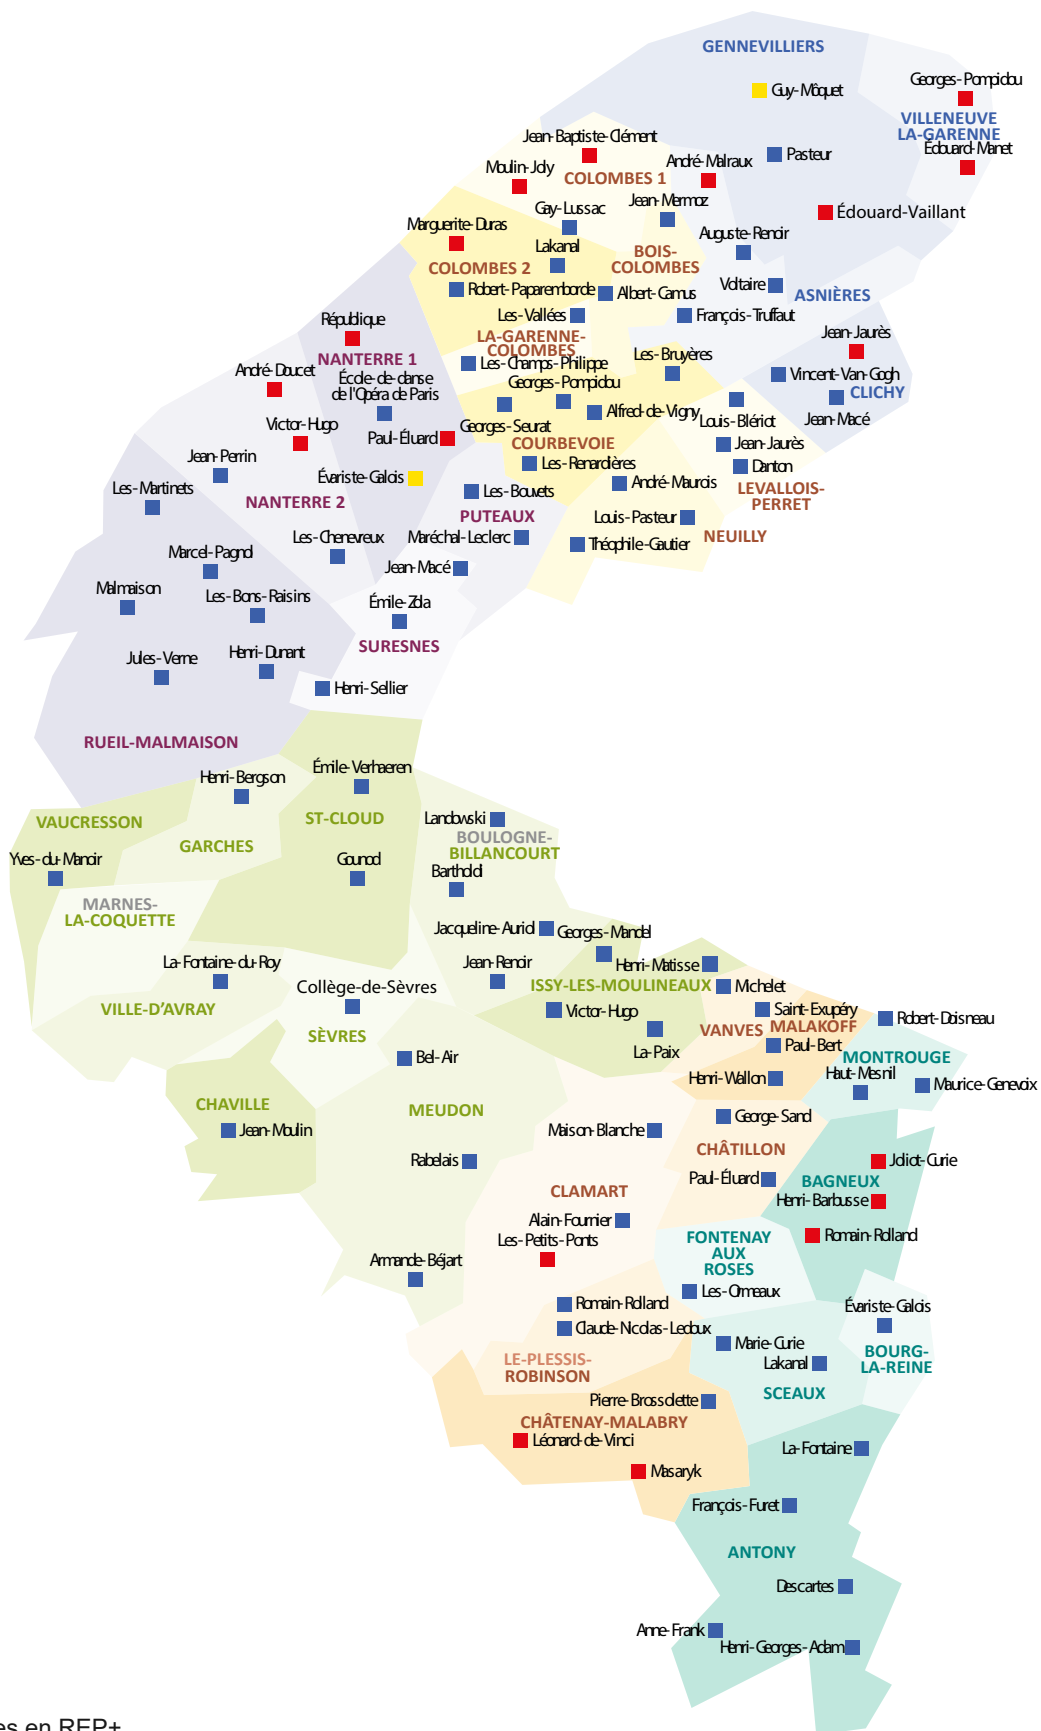 GENNEVILLIERS
Georges-Pompidou
Guy-Môquet
VILLENEUVE
LA-GARENNE
Jean-Baptiste-Clément
Édouard-Manet
André-Malraux
Pasteur
Moulin-Joly
COLOMBES 1
Jean-Mermoz
Gay-Lussac
Édouard-Vaillant
Marguerite-Duras
Auguste-Renoir
Lakanal
BOIS-
COLOMBES
COLOMBES 2
Voltaire
Robert-Paparemborde
Albert-Camus
ASNIÈRES
Les-Vallées
François-Truffaut
République
LA-GARENNE-
COLOMBES
Jean-Jaurès
NANTERRE 1
Les-Bruyères
Les-Champs-Philippe
André-Doucet
École-de-danse
de l'Opéra de Paris
Georges-Pompidou
Vincent-Van-Gogh
CLICHY
Alfred-de-Vigny
Louis-Blériot
Jean-Macé
Victor-Hugo
Georges-Seurat
Paul-Éluard
COURBEVOIE
Jean-Jaurès
Jean-Perrin
Les-Renardières
Danton
Évariste-Galois
Les-Martinets
André-Maurois
LEVALLOIS-
PERRET
Les-Bouvets
NANTERRE 2
PUTEAUX
Louis-Pasteur
Les-Chenevreux
Maréchal-Leclerc
NEUILLY
Théophile-Gautier
Marcel-Pagnol
Jean-Macé
Malmaison
Les-Bons-Raisins
Émile-Zola
SURESNES
Jules-Verne
Henri-Dunant
Henri-Sellier
RUEIL-MALMAISON
Henri-Bergson
Émile-Verhaeren
VAUCRESSON
ST-CLOUD
Landowski
BOULOGNE-
BILLANCOURT
GARCHES
Yves-du-Manoir
Gounod
Bartholdi
MARNES-
LA-COQUETTE
Jacqueline-Auriol
Georges-Mandel
La-Fontaine-du-Roy
Jean-Renoir
Henri-Matisse
Collège-de-Sèvres
ISSY-LES-MOULINEAUX
Michelet
VILLE-D’AVRAY
Victor-Hugo
Saint-Exupéry
Robert-Doisneau
SÈVRES
VANVES
MALAKOFF
La-Paix
Paul-Bert
MONTROUGE
Bel-Air
Henri-Wallon
Haut-Mesnil
Maurice-Genevoix
CHAVILLE
MEUDON
George-Sand
Jean-Moulin
Maison-Blanche
CHÂTILLON
Rabelais
Joliot-Curie
Paul-Éluard
BAGNEUX
CLAMART
Henri-Barbusse
Alain-Fournier
Les-Petits-Ponts
FONTENAY
AUX
ROSES
Romain-Rolland
Armande-Béjart
Les-Ormeaux
Romain-Rolland
Évariste-Galois
Claude-Nicolas-Ledoux
Marie-Curie
BOURG-
LA-REINE
LE-PLESSIS-
ROBINSON
Lakanal
SCEAUX
Pierre-Brossolette
CHÂTENAY-MALABRY
Léonard-de-Vinci
La-Fontaine
Masaryk
François-Furet
ANTONY
Descartes
Anne-Frank
Henri-Georges-Adam
es en REP+